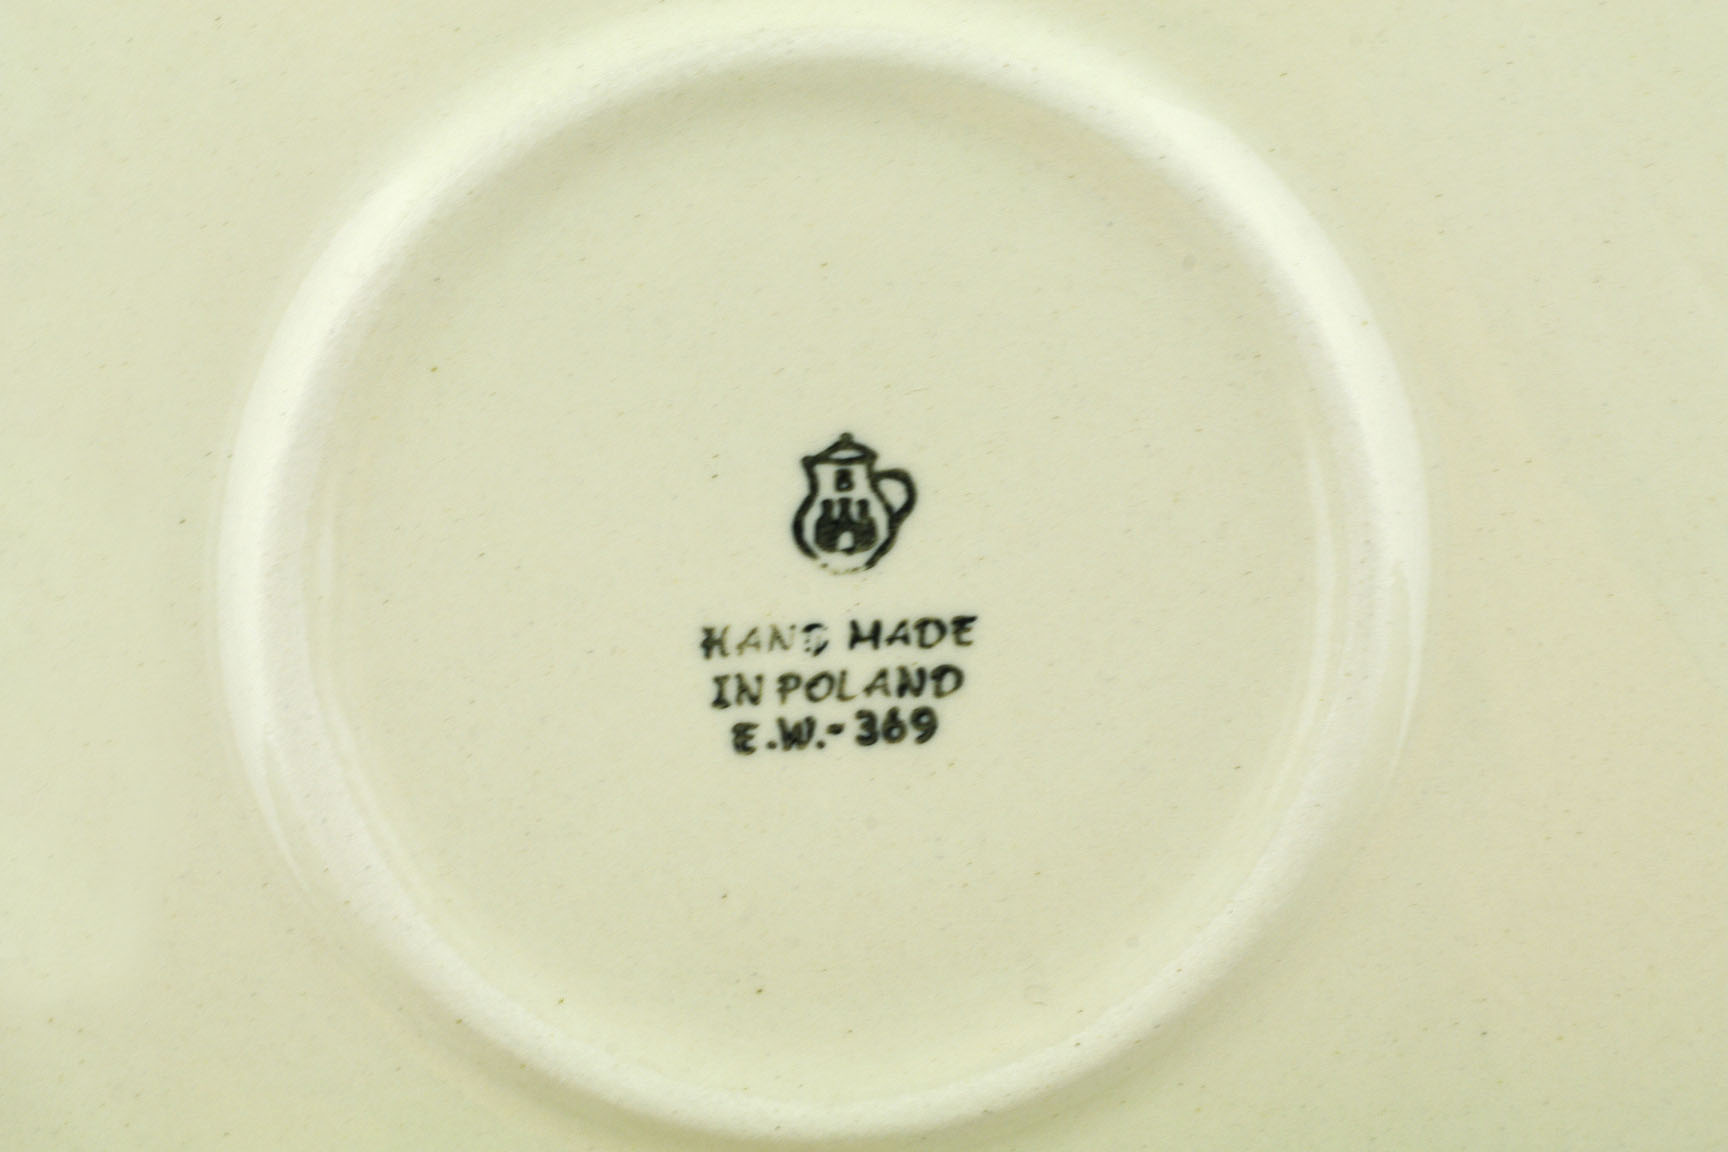 B
HAND MADE
IN POLAND
E.W.-369